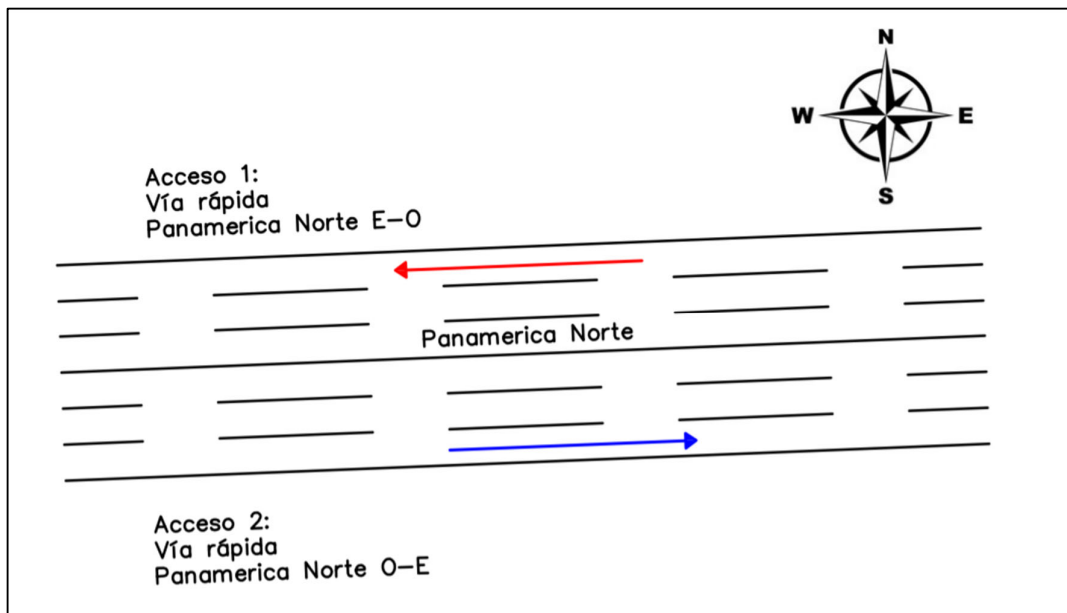 N
W E
S
Acceso 1:
Vía rápida
Panamerica Norte E-O
Panamerica Norte
Acceso 2:
Vía rápida
Panamerica Norte O-E